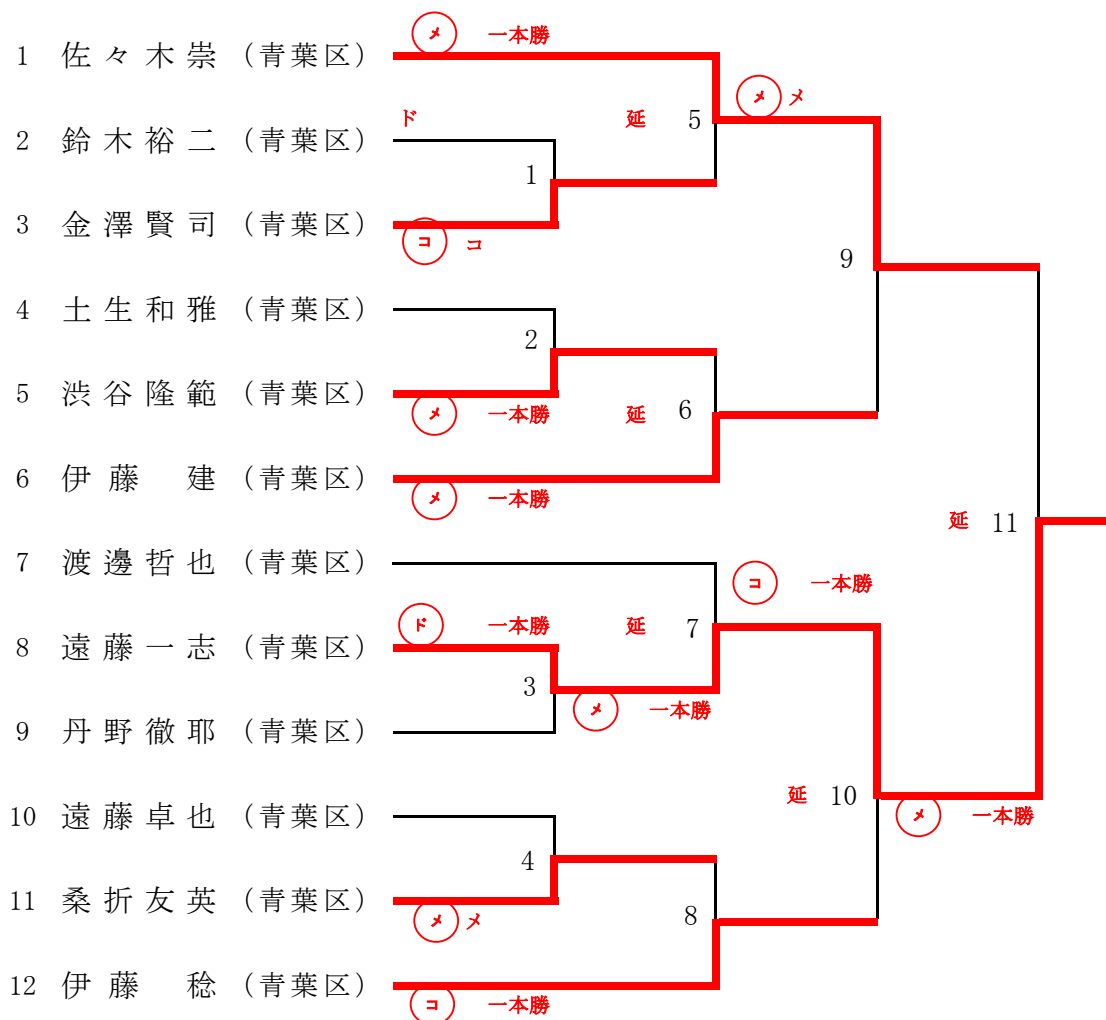 メ 一本勝
1 佐々木崇 (青葉区)
メ メ
ド 延 5
2 鈴木裕二 (青葉区)
1
3 金澤賢司 (青葉区)
コ コ
9
4 土生和雅 (青葉区)
2
5 渋谷隆範 (青葉区)
メ 一本勝 延 6
6 伊藤 建 (青葉区)
メ 一本勝
延 11
7 渡邊哲也 (青葉区)
コ 一本勝
ド 一本勝 延 7
8 遠藤一志 (青葉区)
3
メ 一本勝
9 丹野徹耶 (青葉区)
延 10
10 遠藤卓也 (青葉区)
メ 一本勝
4
11 桑折友英 (青葉区)
メ メ 8
12 伊藤 稔 (青葉区)
コ 一本勝